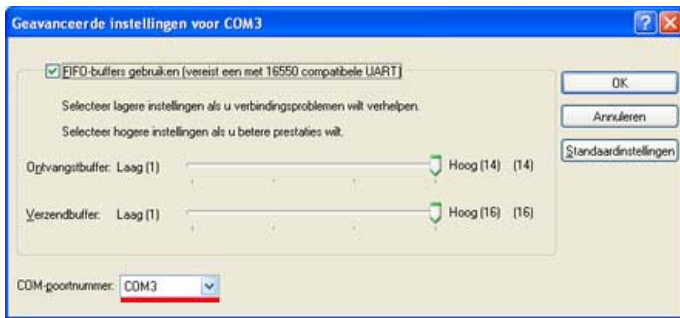 Geavanceerde instellingen voor COM3
FIFO-buffers gebruiken (vereist een met 16550 compatibele UART)
OK
Selecteer lagere instellingen als u verbindingsproblemen wilt verhelpen.
Annuleren
Selecteer hogere instellingen als u betere prestaties wilt.
Standaardinstellingen
Ontvangstbuffer: Laag (1) Hoog (14) (14)
Verzendbuffer: Laag (1) Hoog (16) (16)
COM-poortnummer: COM3